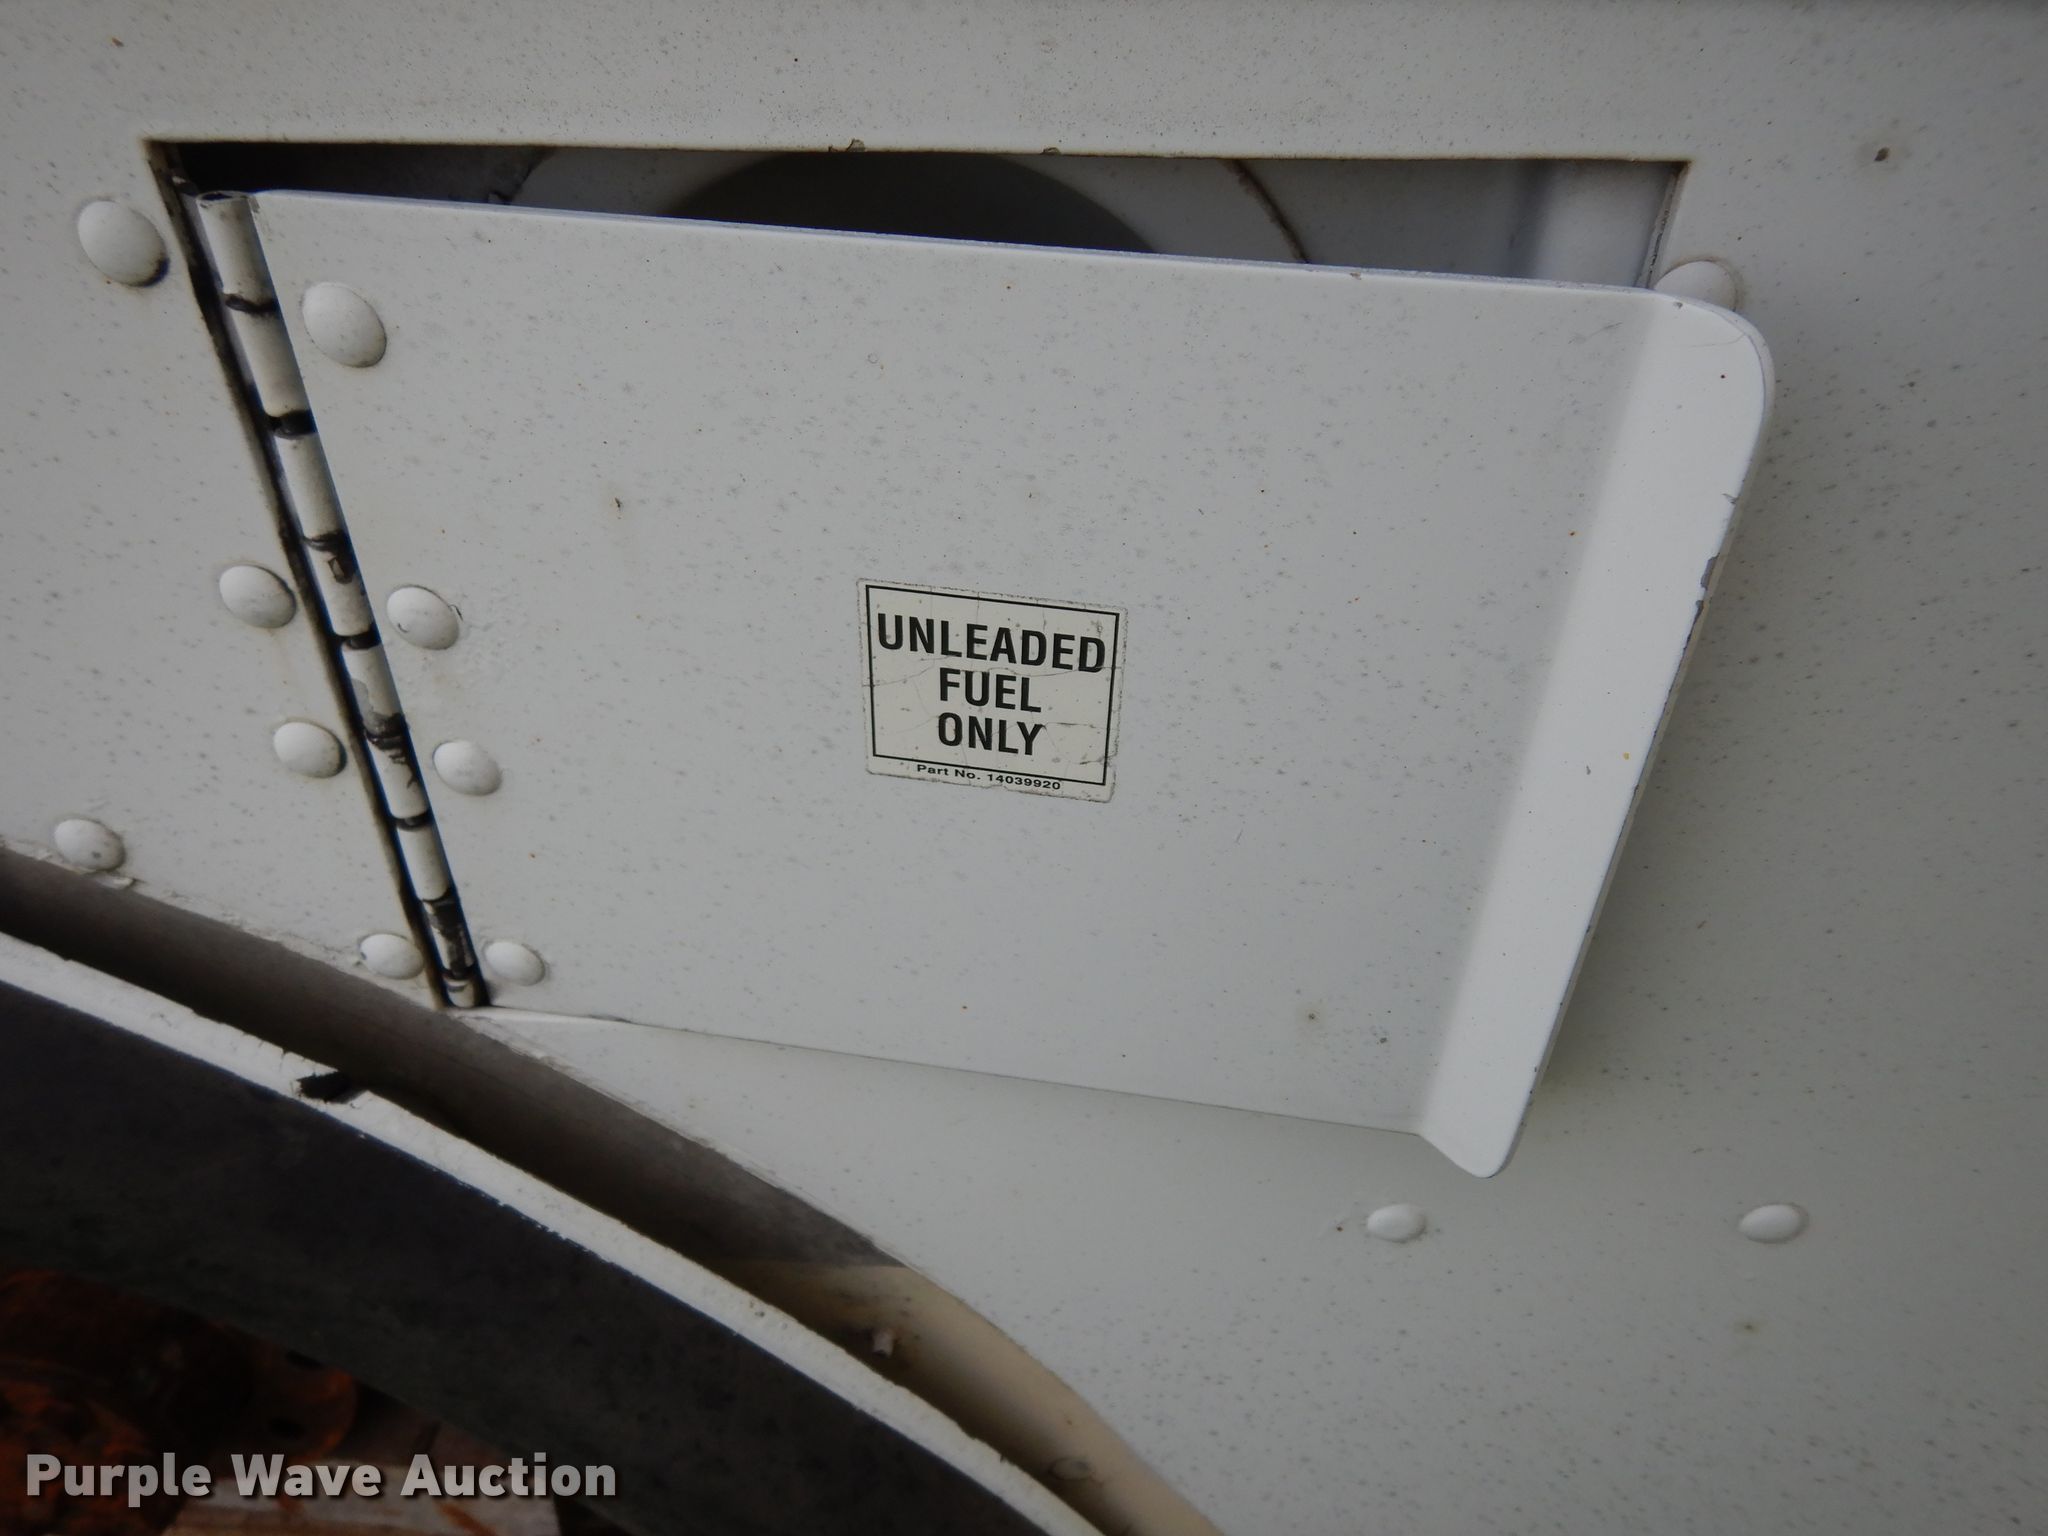 UNLEADED
FUEL
ONLY
Part No. 14039920
Purple Wave Auction